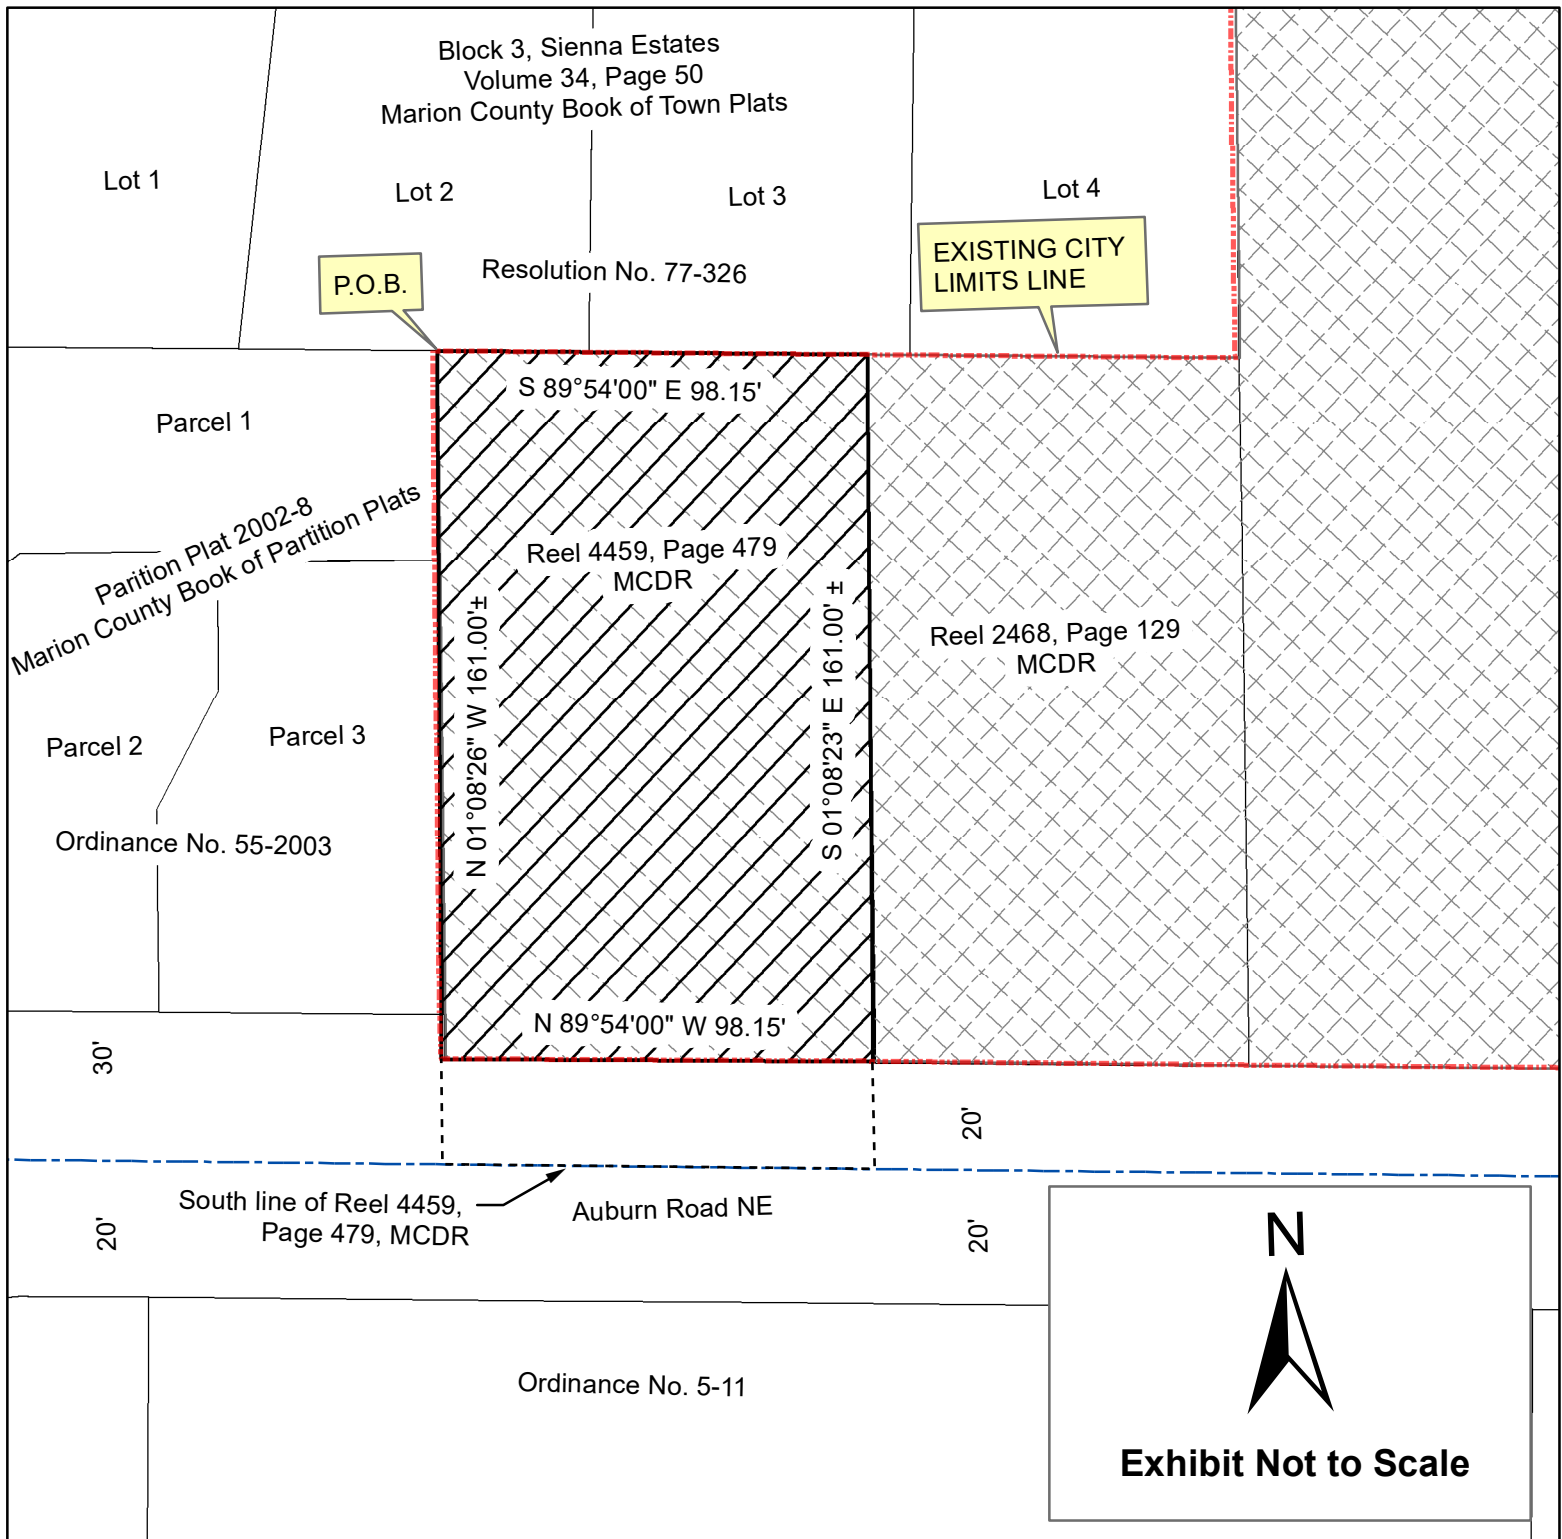 Block 3, Sienna Estates
Volume 34, Page 50
Marion County Book of Town Plats
Lot 1
Lot 2
Lot 3
Lot 4
Resolution No. 77-326
P.O.B.
EXISTING CITY
LIMITS LINE
S 89°54'00" E 98.15'
Parcel 1
Parition Plat 2002-8
Marion County Book of Partition Plats
Reel 4459, Page 479
MCDR
N 01°08'26" W 161.00'±
S 01°08'23" E 161.00' ±
Reel 2468, Page 129
MCDR
Parcel 2
Parcel 3
Ordinance No. 55-2003
N 89°54'00" W 98.15'
30'
20'
South line of Reel 4459,
Page 479, MCDR
Auburn Road NE
20'
20'
Ordinance No. 5-11
N
Exhibit Not to Scale